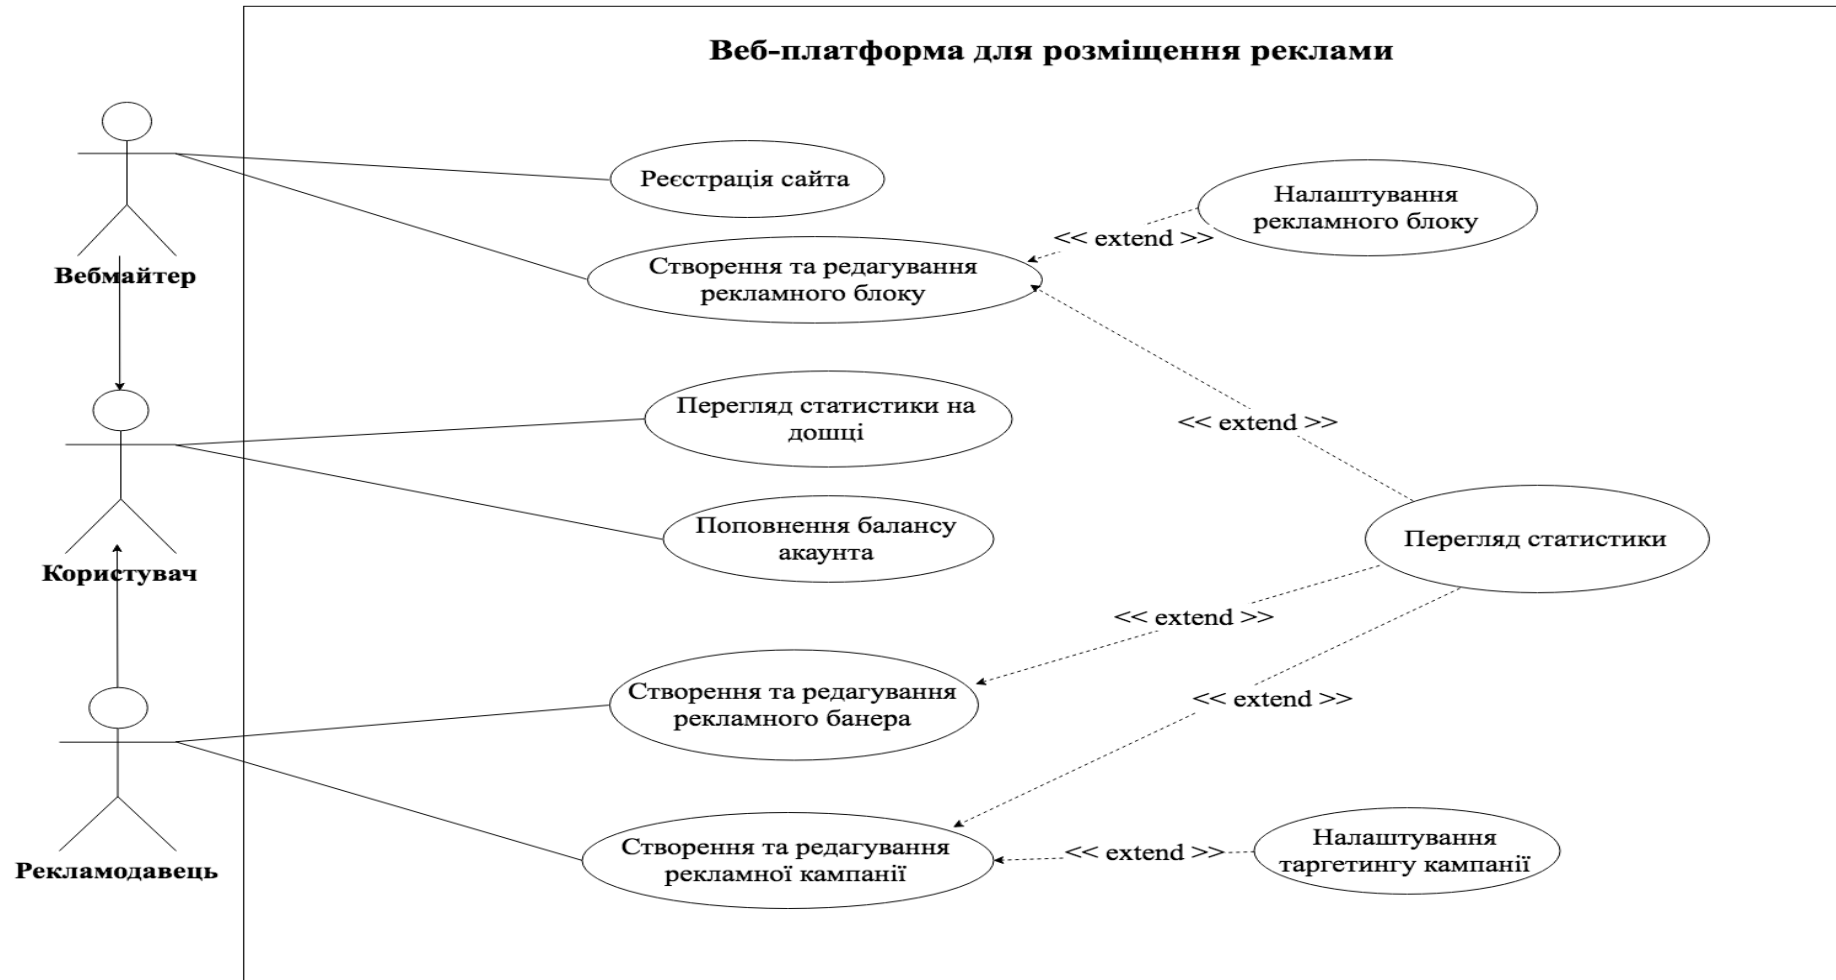 Веб-платформа для розміщення реклами
Реєстрація сайта
Налаштування
рекламного блоку
<< extend >>
Вебмайтер
Створення та редагування
рекламного блоку
Перегляд статистики на
дошці
<< extend >>
Поповнення балансу
акаунта
Перегляд статистики
Користувач
<< extend >>
Створення та редагування
рекламного банера
<< extend >>
Рекламодавець
Створення та редагування
рекламної кампанії
<< extend >>
Налаштування
таргетингу кампанії